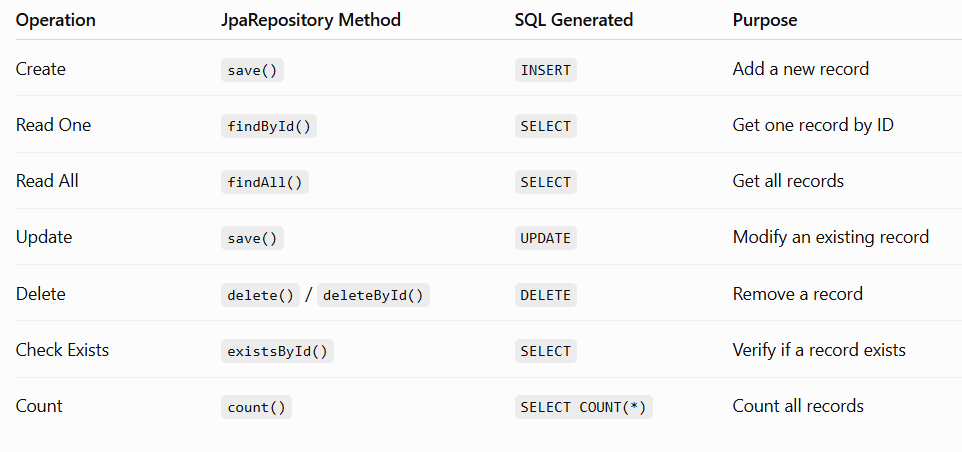 Operation JpaRepository Method SQL Generated Purpose
Create save() INSERT Add a new record
Read One findById() SELECT Get one record by ID
Read All findAll() SELECT Get all records
Update save() UPDATE Modify an existing record
Delete delete() / deleteById() DELETE Remove a record
Check Exists existsById() SELECT Verify if a record exists
Count count() SELECT COUNT(*) Count all records